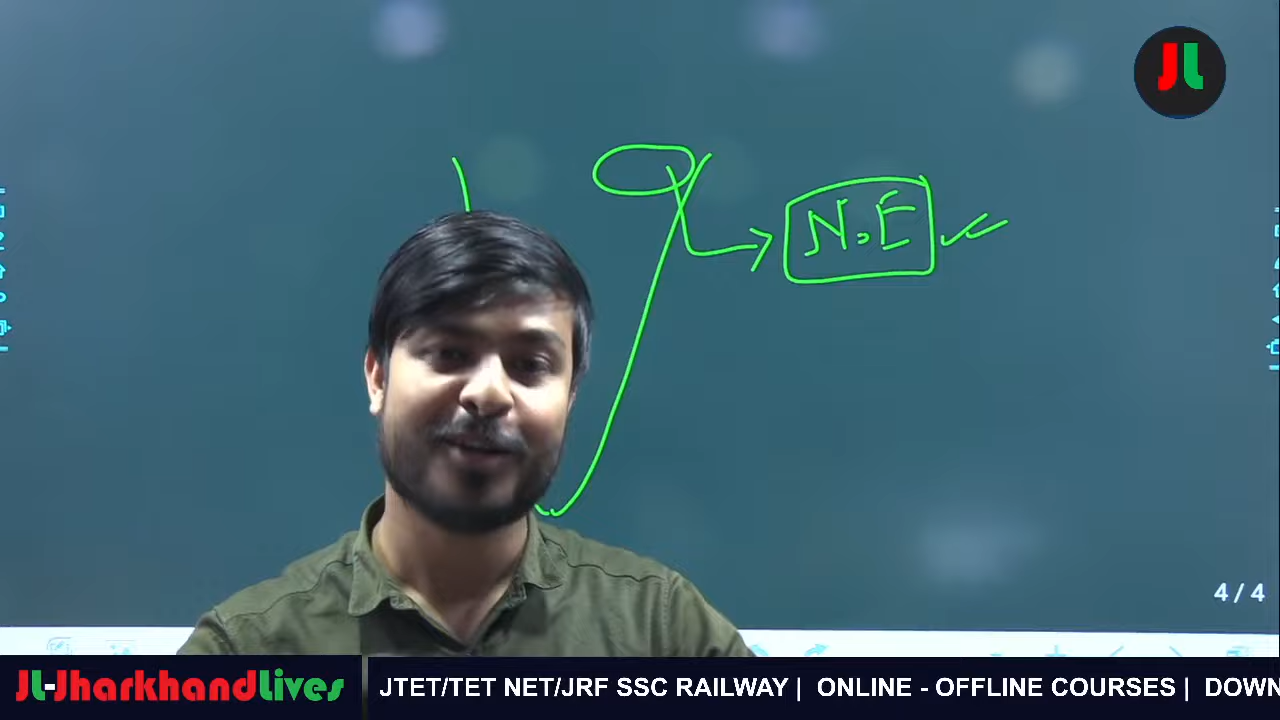 JL
N.E
4/4
JL-JharkhandLives
JTET/TET NET/JRF SSC RAILWAY | ONLINE - OFFLINE COURSES | DOWN